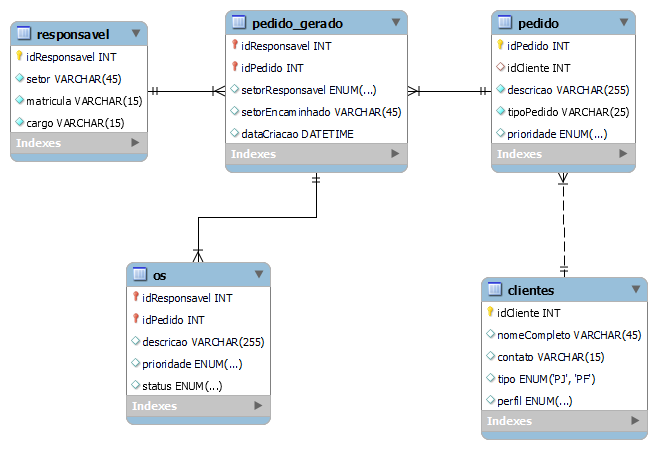 responsavel
idResponsavel INT
setor VARCHAR(45)
matricula VARCHAR(15)
cargo VARCHAR(15)
Indexes
pedido_gerado
idResponsavel INT
idPedido INT
setorResponsavel ENUM(...)
setorEncaminhado VARCHAR(45)
dataCriacao DATETIME
Indexes
pedido
idPedido INT
idCliente INT
descricao VARCHAR(255)
tipoPedido VARCHAR(25)
prioridade ENUM(...)
Indexes
os
idResponsavel INT
idPedido INT
descricao VARCHAR(255)
prioridade ENUM(...)
status ENUM(...)
Indexes
clientes
idCliente INT
nomeCompleto VARCHAR(45)
contato VARCHAR(15)
tipo ENUM('PJ', 'PF')
perfil ENUM(...)
Indexes